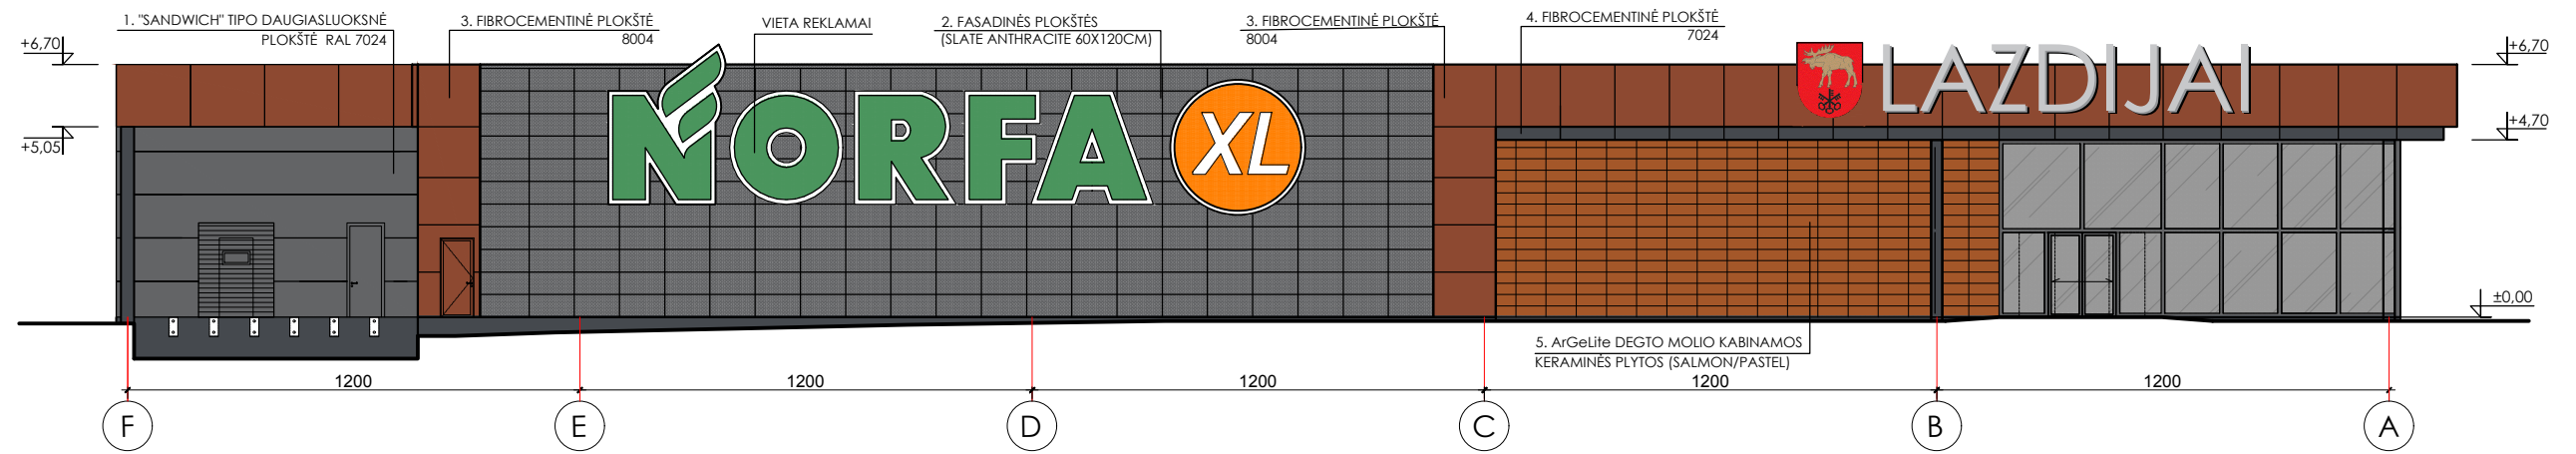 1. "SANDWICH" TIPO DAUGIASLUOKSNĖ
PLOKŠTĖ RAL 7024
3. FIBROCEMENTINĖ PLOKŠTĖ
8004
VIETA REKLAMAI
2. FASADINĖS PLOKŠTĖS
(SLATE ANTHRACITE 60X120CM)
3. FIBROCEMENTINĖ PLOKŠTĖ
8004
4. FIBROCEMENTINĖ PLOKŠTĖ
7024
+6,70
+5,05
NORFA XL
LAZDIJAI
+6,70
+4,70
±0,00
5. ArGeLite DEGTO MOLIO KABINAMOS
KERAMINĖS PLYTOS (SALMON/PASTEL)
1200 1200 1200 1200 1200
F E D C B A